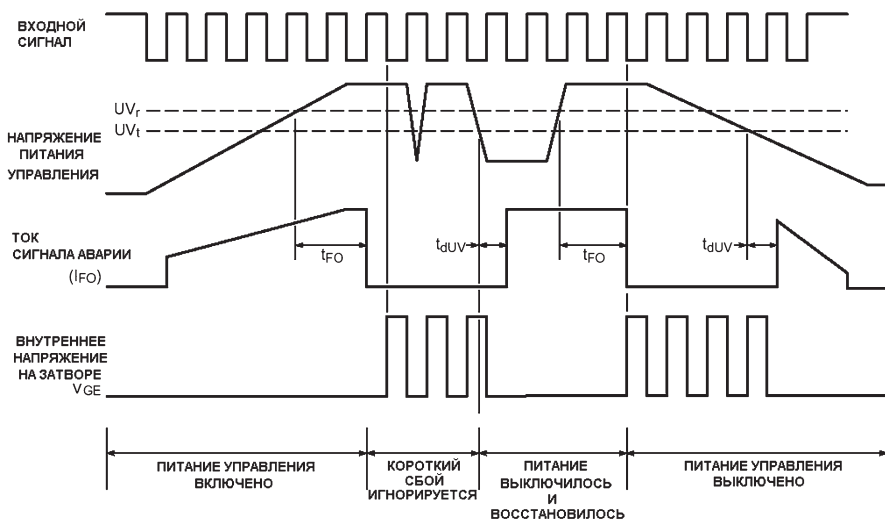 ВХОДНОЙ
СИГНАЛ
UVr
UVt
НАПРЯЖЕНИЕ
ПИТАНИЯ
УПРАВЛЕНИЯ
ТОК
СИГНАЛА АВАРИИ
(IFO)
tFO
tdUV
tFO
tdUV
ВНУТРЕННЕЕ
НАПРЯЖЕНИЕ
НА ЗАТВОРЕ
VGE
ПИТАНИЕ УПРАВЛЕНИЯ
ВКЛЮЧЕНО
КОРОТКИЙ
СБОЙ
ИГНОРИРУЕТСЯ
ПИТАНИЕ
ВЫКЛЮЧИЛОСЬ
И
ВОССТАНОВИЛОСЬ
ПИТАНИЕ УПРАВЛЕНИЯ
ВЫКЛЮЧЕНО